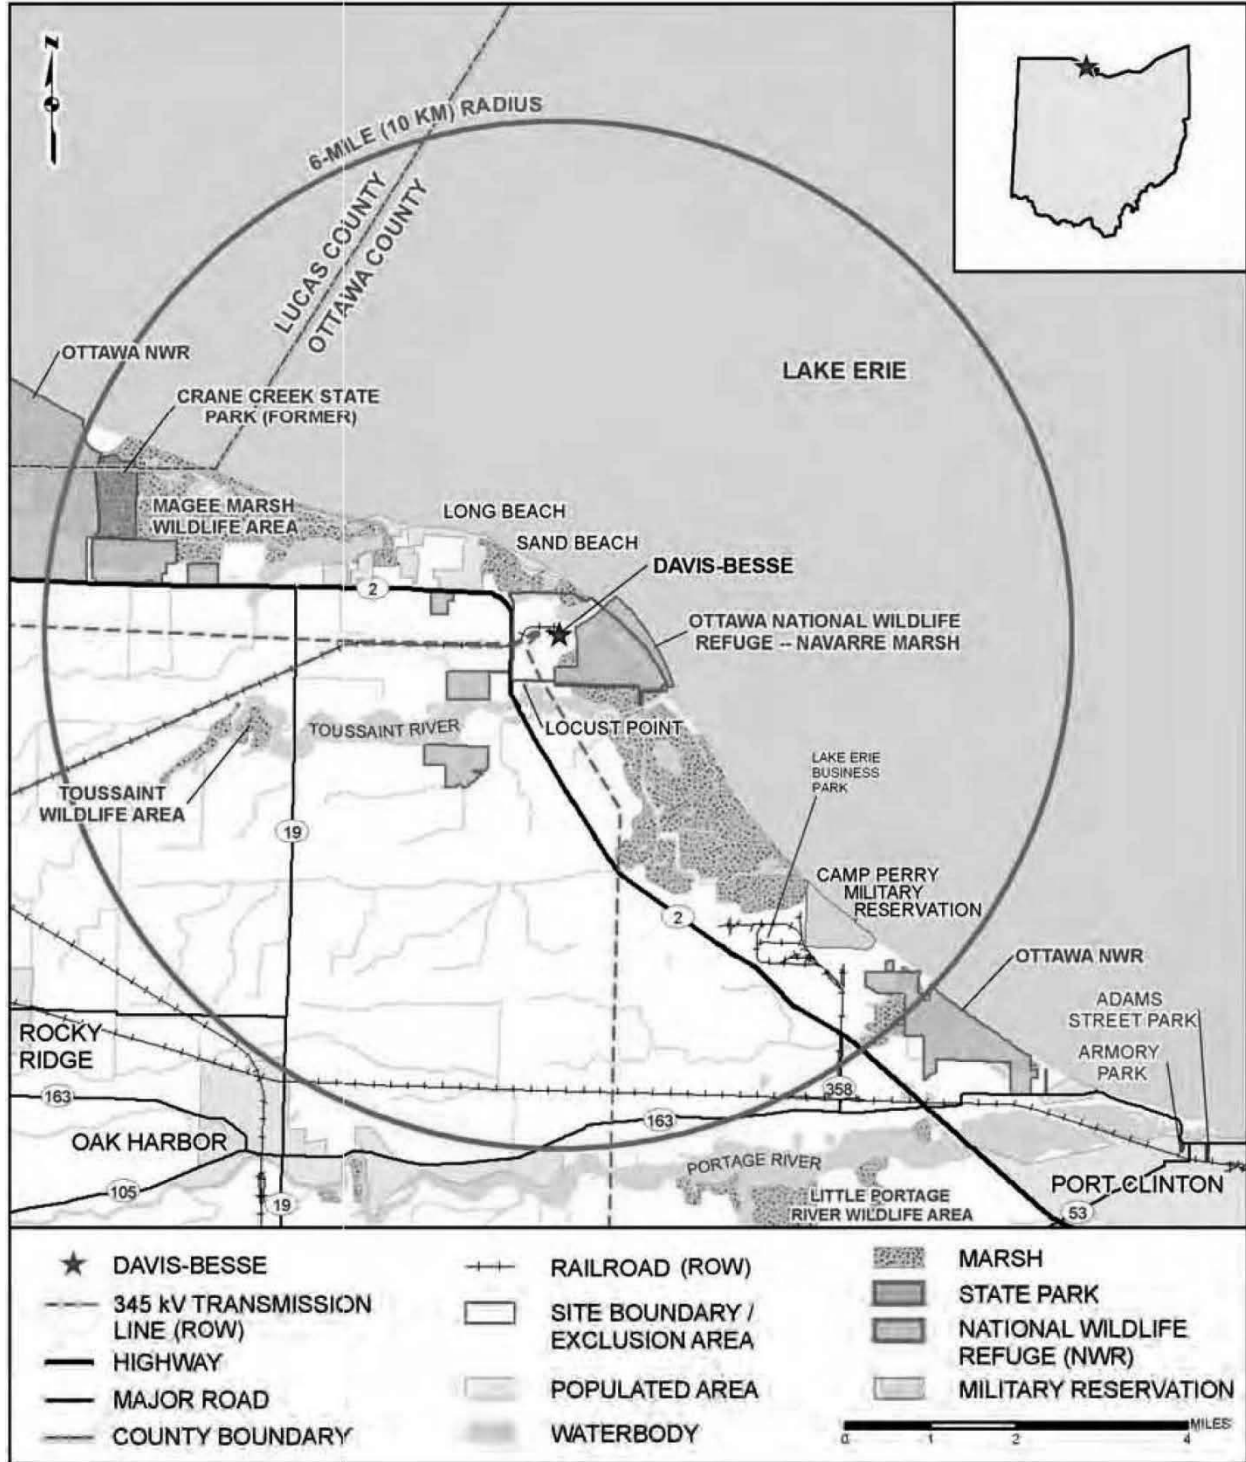 N
6-MILE (10 KM) RADIUS
LUCAS COUNTY
OTTAWA COUNTY
LAKE ERIE
OTTAWA NWR
CRANE CREEK STATE
PARK (FORMER)
MAGEE MARSH
WILDLIFE AREA
LONG BEACH
SAND BEACH
DAVIS-BESSE
2
OTTAWA NATIONAL WILDLIFE
REFUGE -- NAVARRE MARSH
TOUSSAINT RIVER
LOCUST POINT
LAKE ERIE
BUSINESS
PARK
TOUSSAINT
WILDLIFE AREA
19
CAMP PERRY
MILITARY
RESERVATION
2
OTTAWA NWR
ADAMS
STREET PARK
ARMORY
PARK
ROCKY
RIDGE
163
358
163
OAK HARBOR
PORTAGE RIVER
105
19
LITTLE PORTAGE
RIVER WILDLIFE AREA
PORT CLINTON
53
DAVIS-BESSE
345 kV TRANSMISSION
LINE (ROW)
HIGHWAY
MAJOR ROAD
COUNTY BOUNDARY
RAILROAD (ROW)
SITE BOUNDARY /
EXCLUSION AREA
POPULATED AREA
WATERBODY
MARSH
STATE PARK
NATIONAL WILDLIFE
REFUGE (NWR)
MILITARY RESERVATION
MILES
0 1 2 4